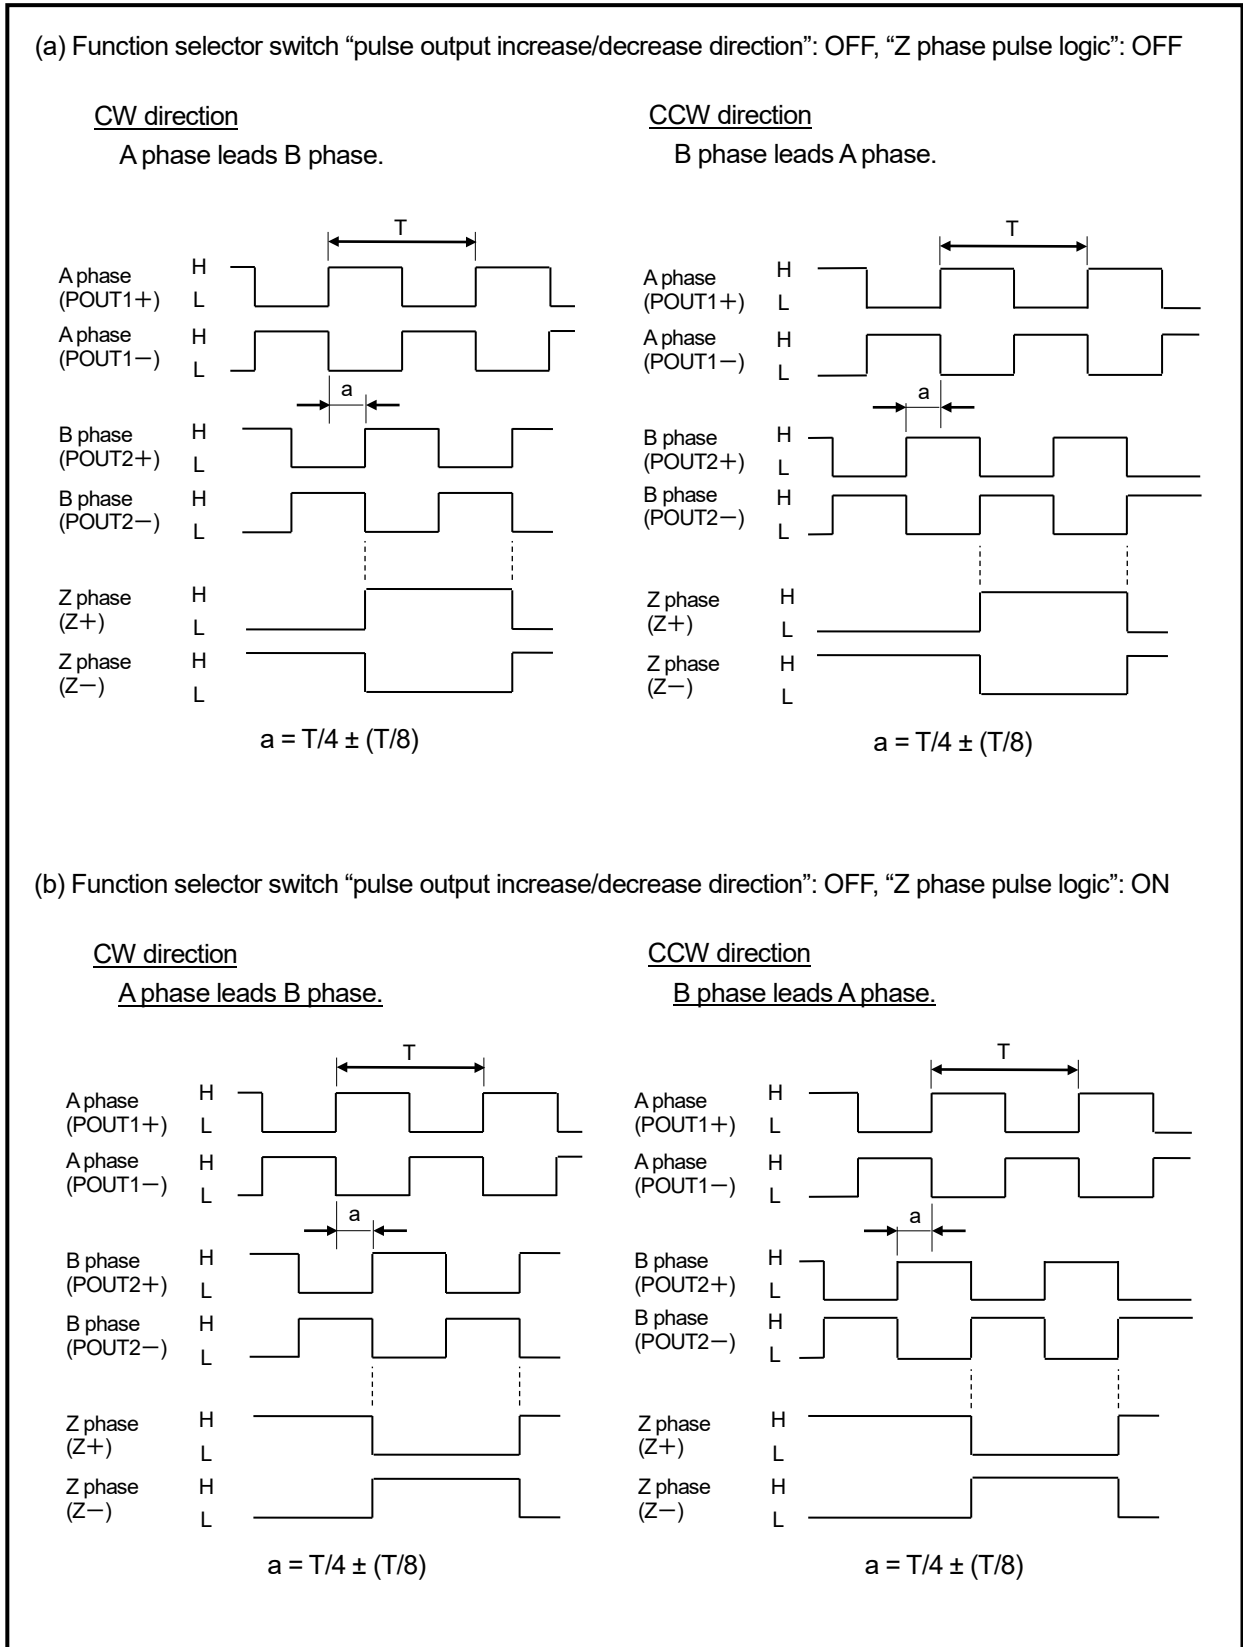 (a) Function selector switch “pulse output increase/decrease direction”: OFF, “Z phase pulse logic”: OFF
CW direction
A phase leads B phase.
T
A phase
(POUT1+)
H
L
A phase
(POUT1−)
H
L
a
B phase
(POUT2+)
H
L
B phase
(POUT2−)
H
L
Z phase
(Z+)
H
L
Z phase
(Z−)
H
L
a = T/4 ± (T/8)
CCW direction
B phase leads A phase.
T
A phase
(POUT1+)
H
L
A phase
(POUT1−)
H
L
a
B phase
(POUT2+)
H
L
B phase
(POUT2−)
H
L
Z phase
(Z+)
H
L
Z phase
(Z−)
H
L
a = T/4 ± (T/8)
(b) Function selector switch “pulse output increase/decrease direction”: OFF, “Z phase pulse logic”: ON
CW direction
A phase leads B phase.
T
A phase
(POUT1+)
H
L
A phase
(POUT1−)
H
L
a
B phase
(POUT2+)
H
L
B phase
(POUT2−)
H
L
Z phase
(Z+)
H
L
Z phase
(Z−)
H
L
a = T/4 ± (T/8)
CCW direction
B phase leads A phase.
T
A phase
(POUT1+)
H
L
A phase
(POUT1−)
H
L
a
B phase
(POUT2+)
H
L
B phase
(POUT2−)
H
L
Z phase
(Z+)
H
L
Z phase
(Z−)
H
L
a = T/4 ± (T/8)